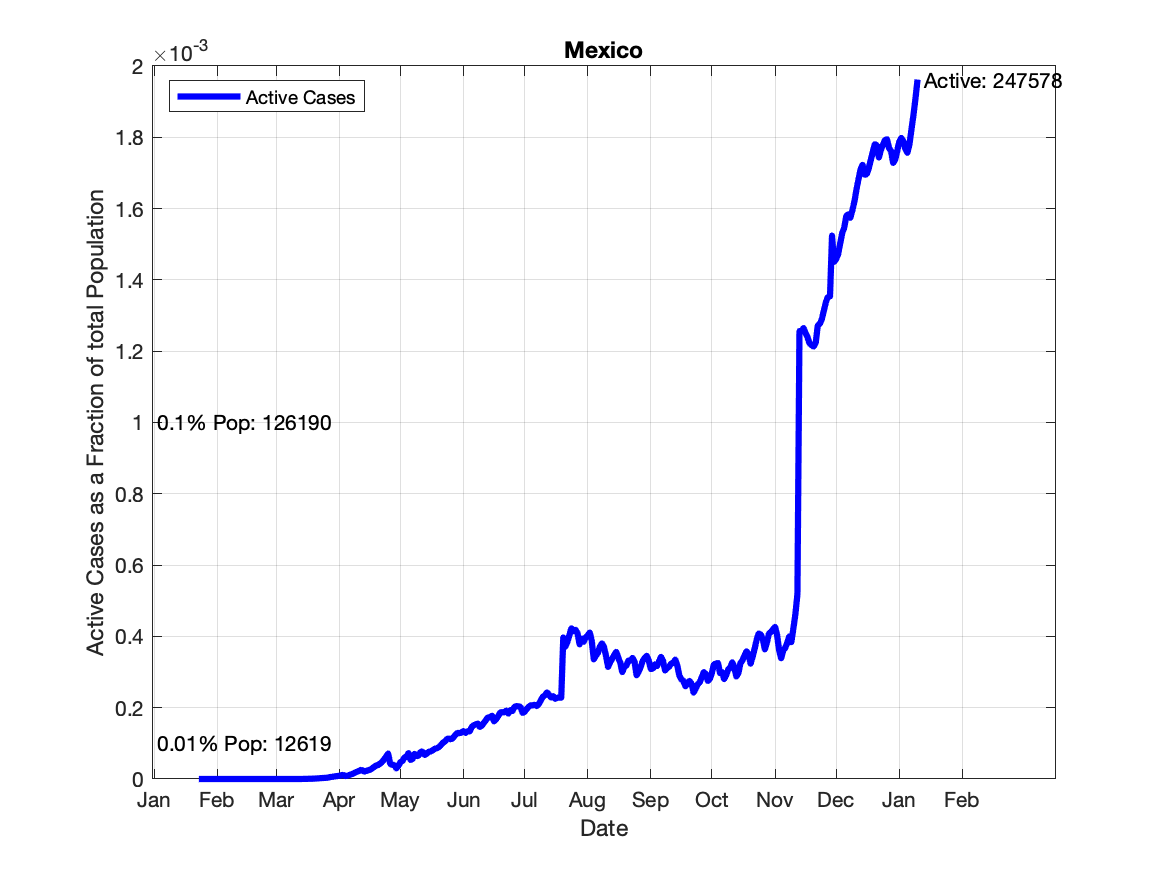 Mexico
×10-3
2
1.8
1.6
1.4
1.2
1
0.8
0.6
0.4
0.2
0
Active Cases as a Fraction of total Population
Active Cases
Active: 247578
0.1% Pop: 126190
0.01% Pop: 12619
Jan Feb Mar Apr May Jun Jul Aug Sep Oct Nov Dec Jan Feb
Date